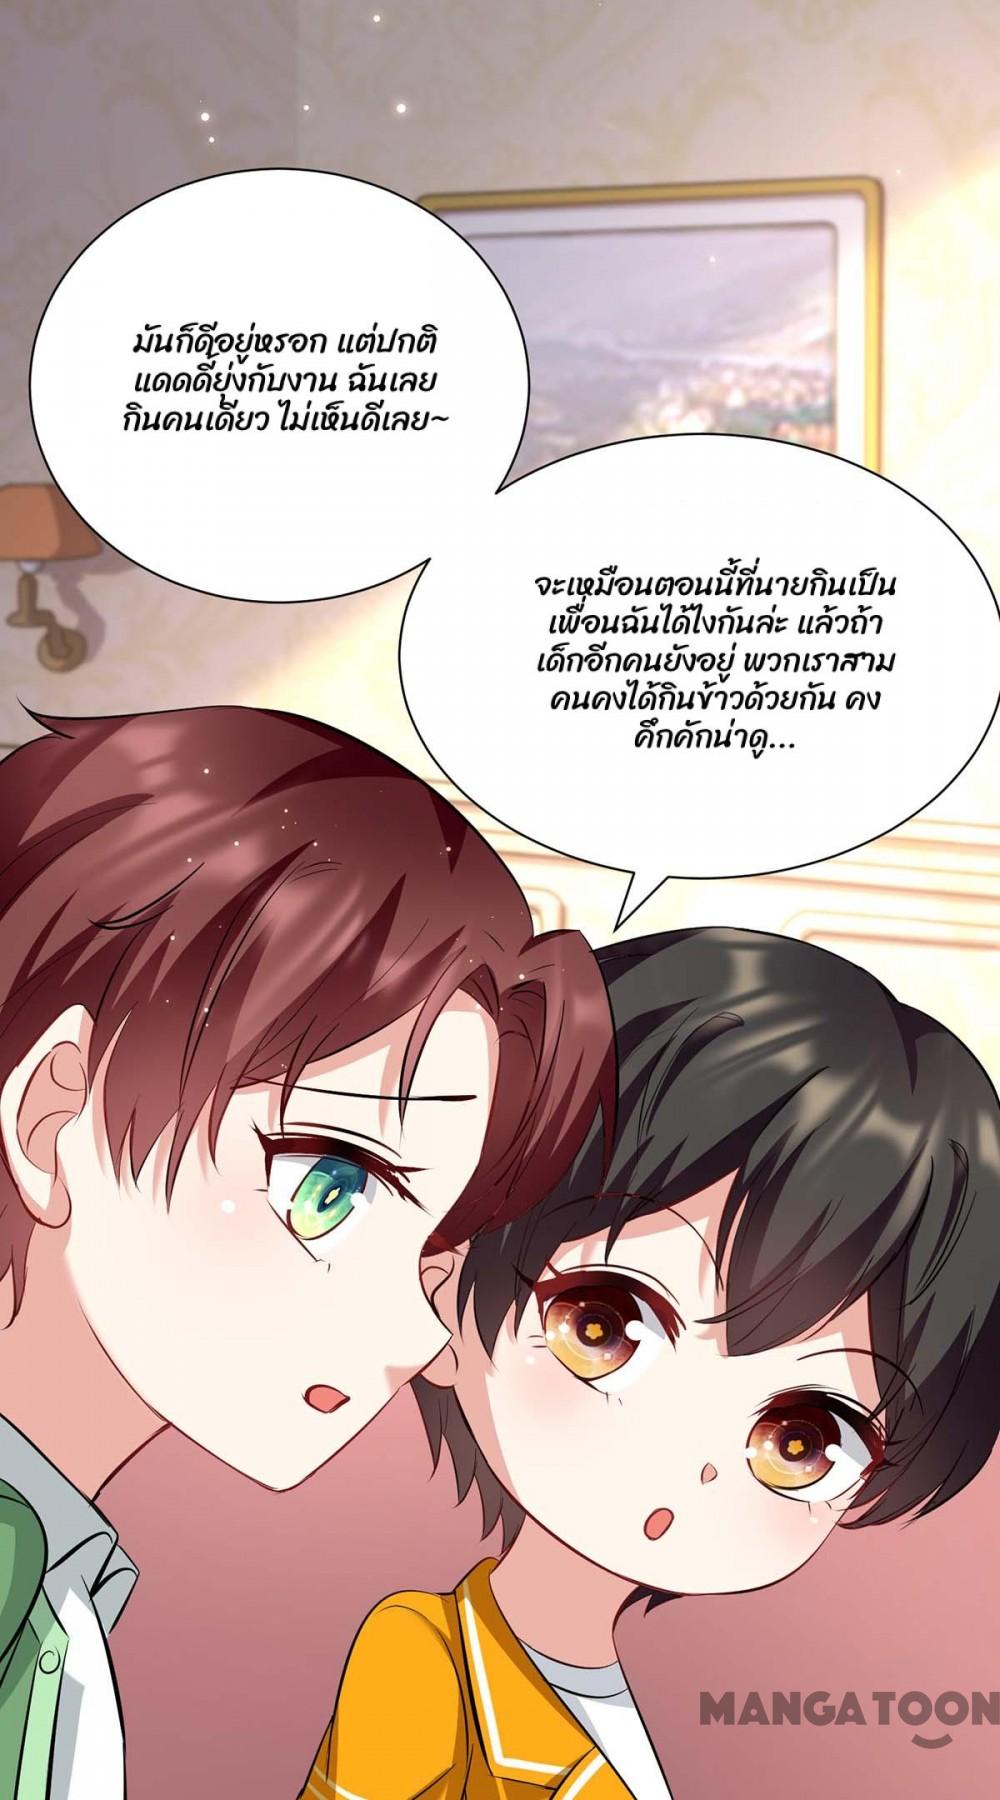 มันก็ดีอยู่หรอก แต่ปกติ
แดดดี้ยุ่งกับงาน ฉันเลย
กินคนเดียว ไม่เห็นดีเลย~
จะเหมือนตอนนี้ที่นายกินเป็น
เพื่อนฉันได้ไงกันล่ะ แล้วถ้า
เด็กอีกคนยังอยู่ พวกเราสาม
คนคงได้กินข้าวด้วยกัน คง
คึกคักน่าดู...
MANGATOON